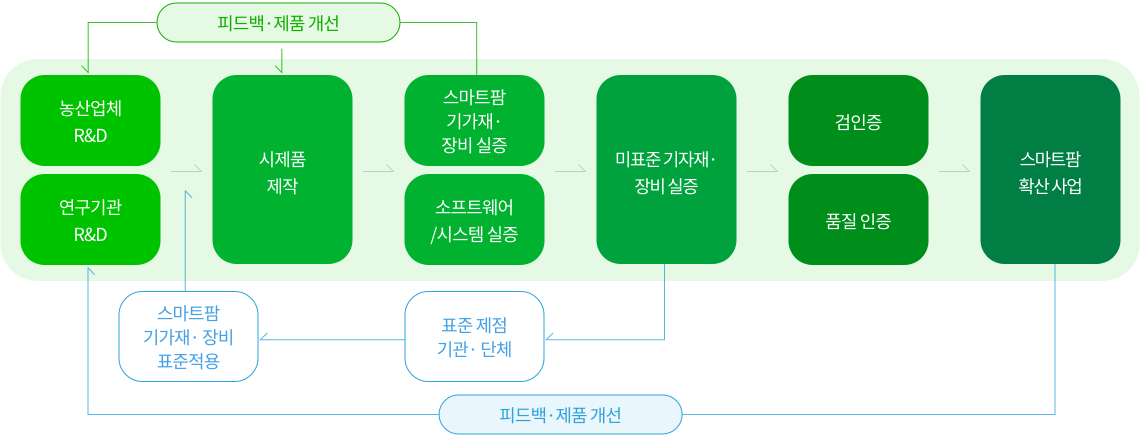 피드백·제품 개선
농산업체
R&D
연구기관
R&D
시제품
제작
스마트팜
기가재·
장비 실증
소프트웨어
/시스템 실증
미표준 기자재·
장비 실증
검인증
품질 인증
스마트팜
확산 사업
스마트팜
기가재· 장비
표준적용
표준 제점
기관· 단체
피드백·제품 개선